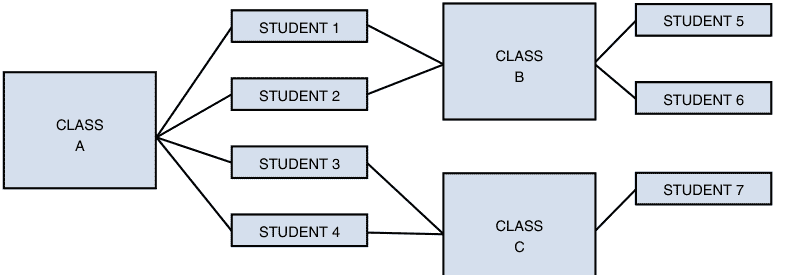 CLASS
A
STUDENT 1
STUDENT 2
STUDENT 3
STUDENT 4
CLASS
B
CLASS
C
STUDENT 5
STUDENT 6
STUDENT 7